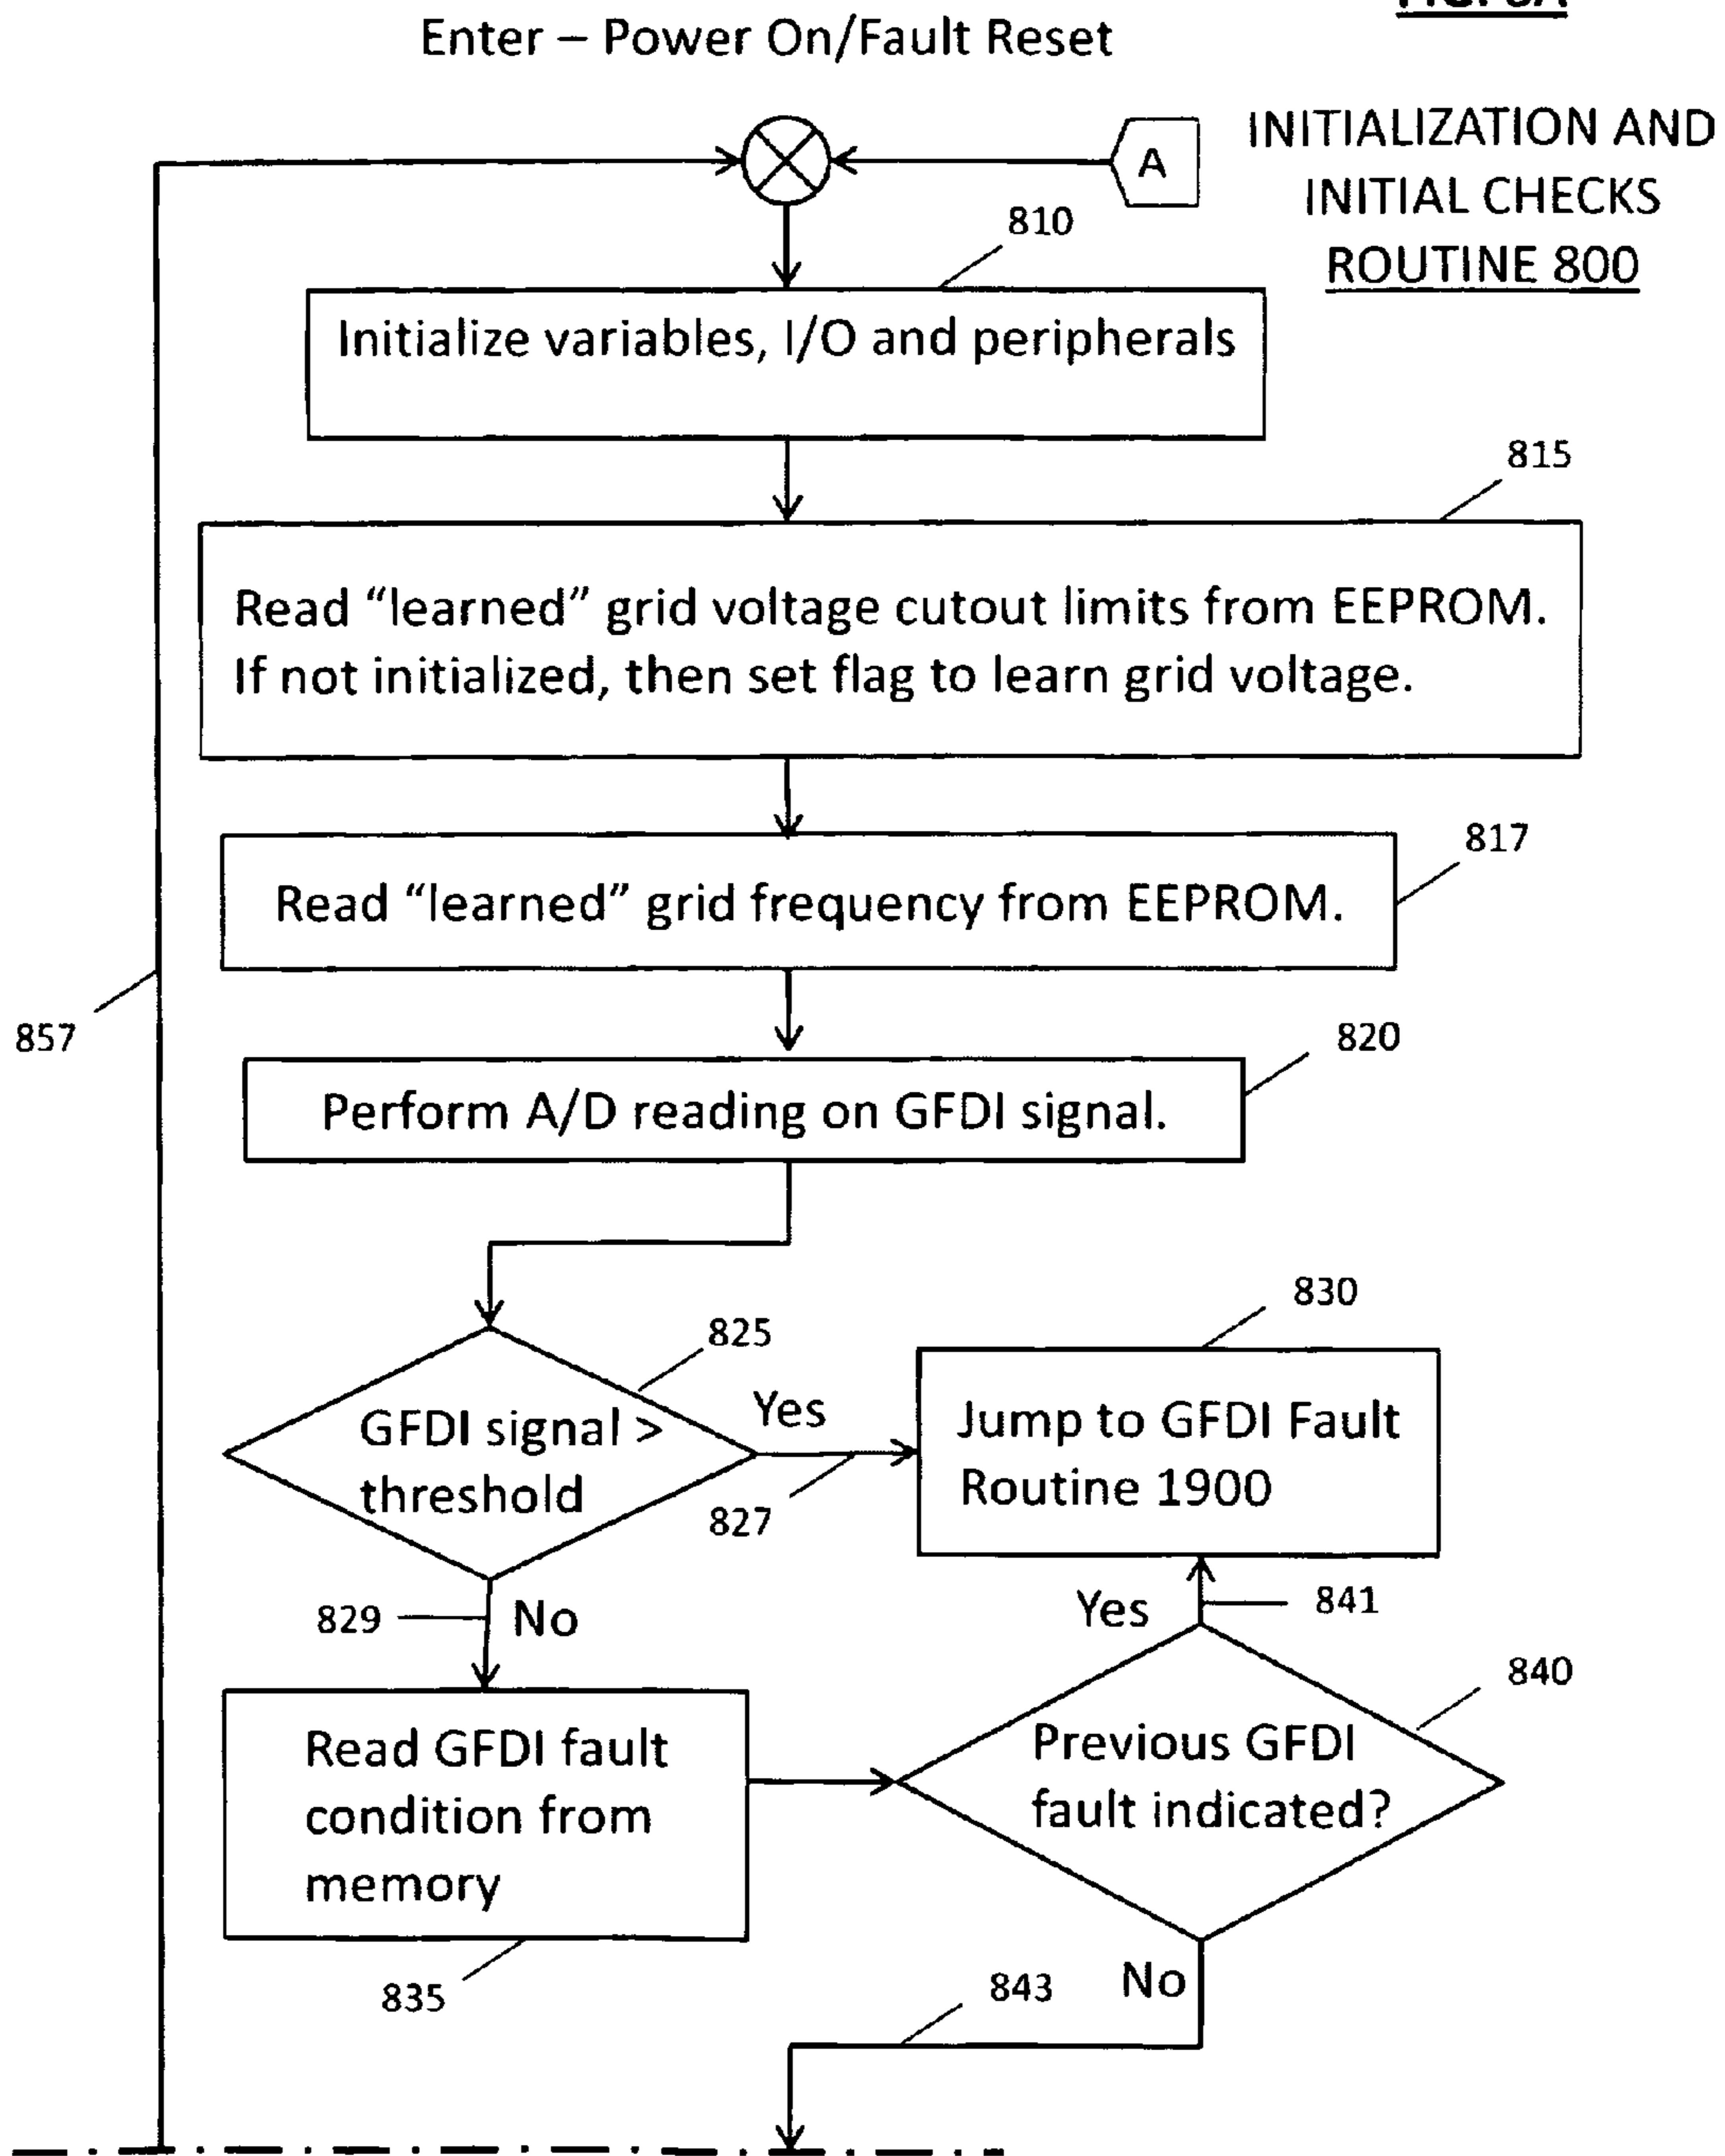 Enter – Power On/Fault Reset
A
INITIALIZATION AND
INITIAL CHECKS
ROUTINE 800
810
Initialize variables, I/O and peripherals
815
Read “learned” grid voltage cutout limits from EEPROM.
If not initialized, then set flag to learn grid voltage.
817
Read “learned” grid frequency from EEPROM.
857
820
Perform A/D reading on GFDI signal.
830
825
GFDI signal >
threshold
Yes
827
Jump to GFDI Fault
Routine 1900
829
No
Yes
841
840
Read GFDI fault
condition from
memory
Previous GFDI
fault indicated?
835
843
No